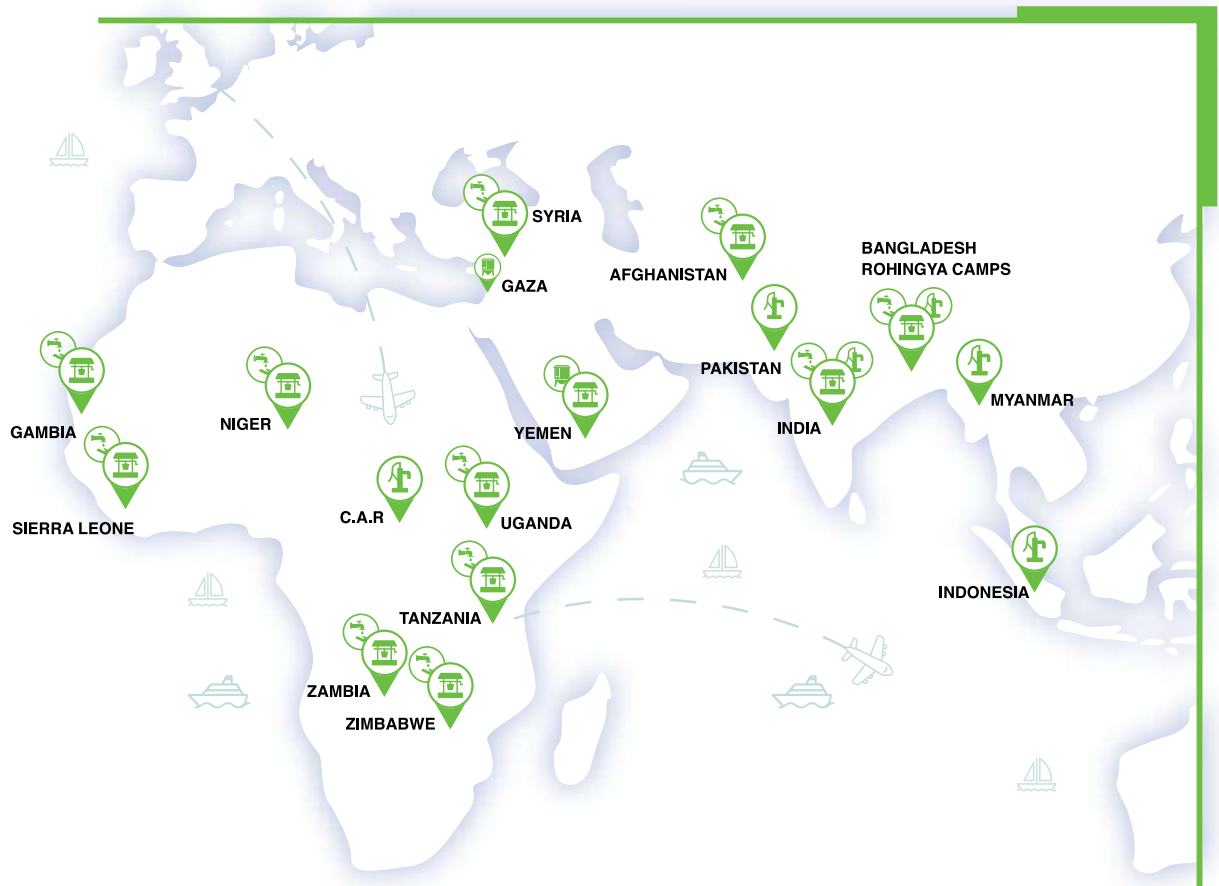 SYRIA
GAZA
AFGHANISTAN
BANGLADESH
ROHINGYA CAMPS
PAKISTAN
MYANMAR
INDIA
GAMBIA
NIGER
YEMEN
SIERRA LEONE
C.A.R
UGANDA
INDONESIA
TANZANIA
ZAMBIA
ZIMBABWE